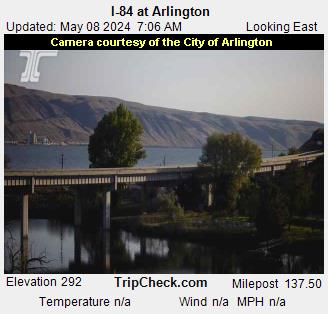 I-84 at Arlington
Updated: May 08 2024 7:06 AM Looking East
Camera courtesy of the City of Arlington
Elevation 292 TripCheck.com Milepost 137.50
Temperature n/a Wind n/a MPH n/a